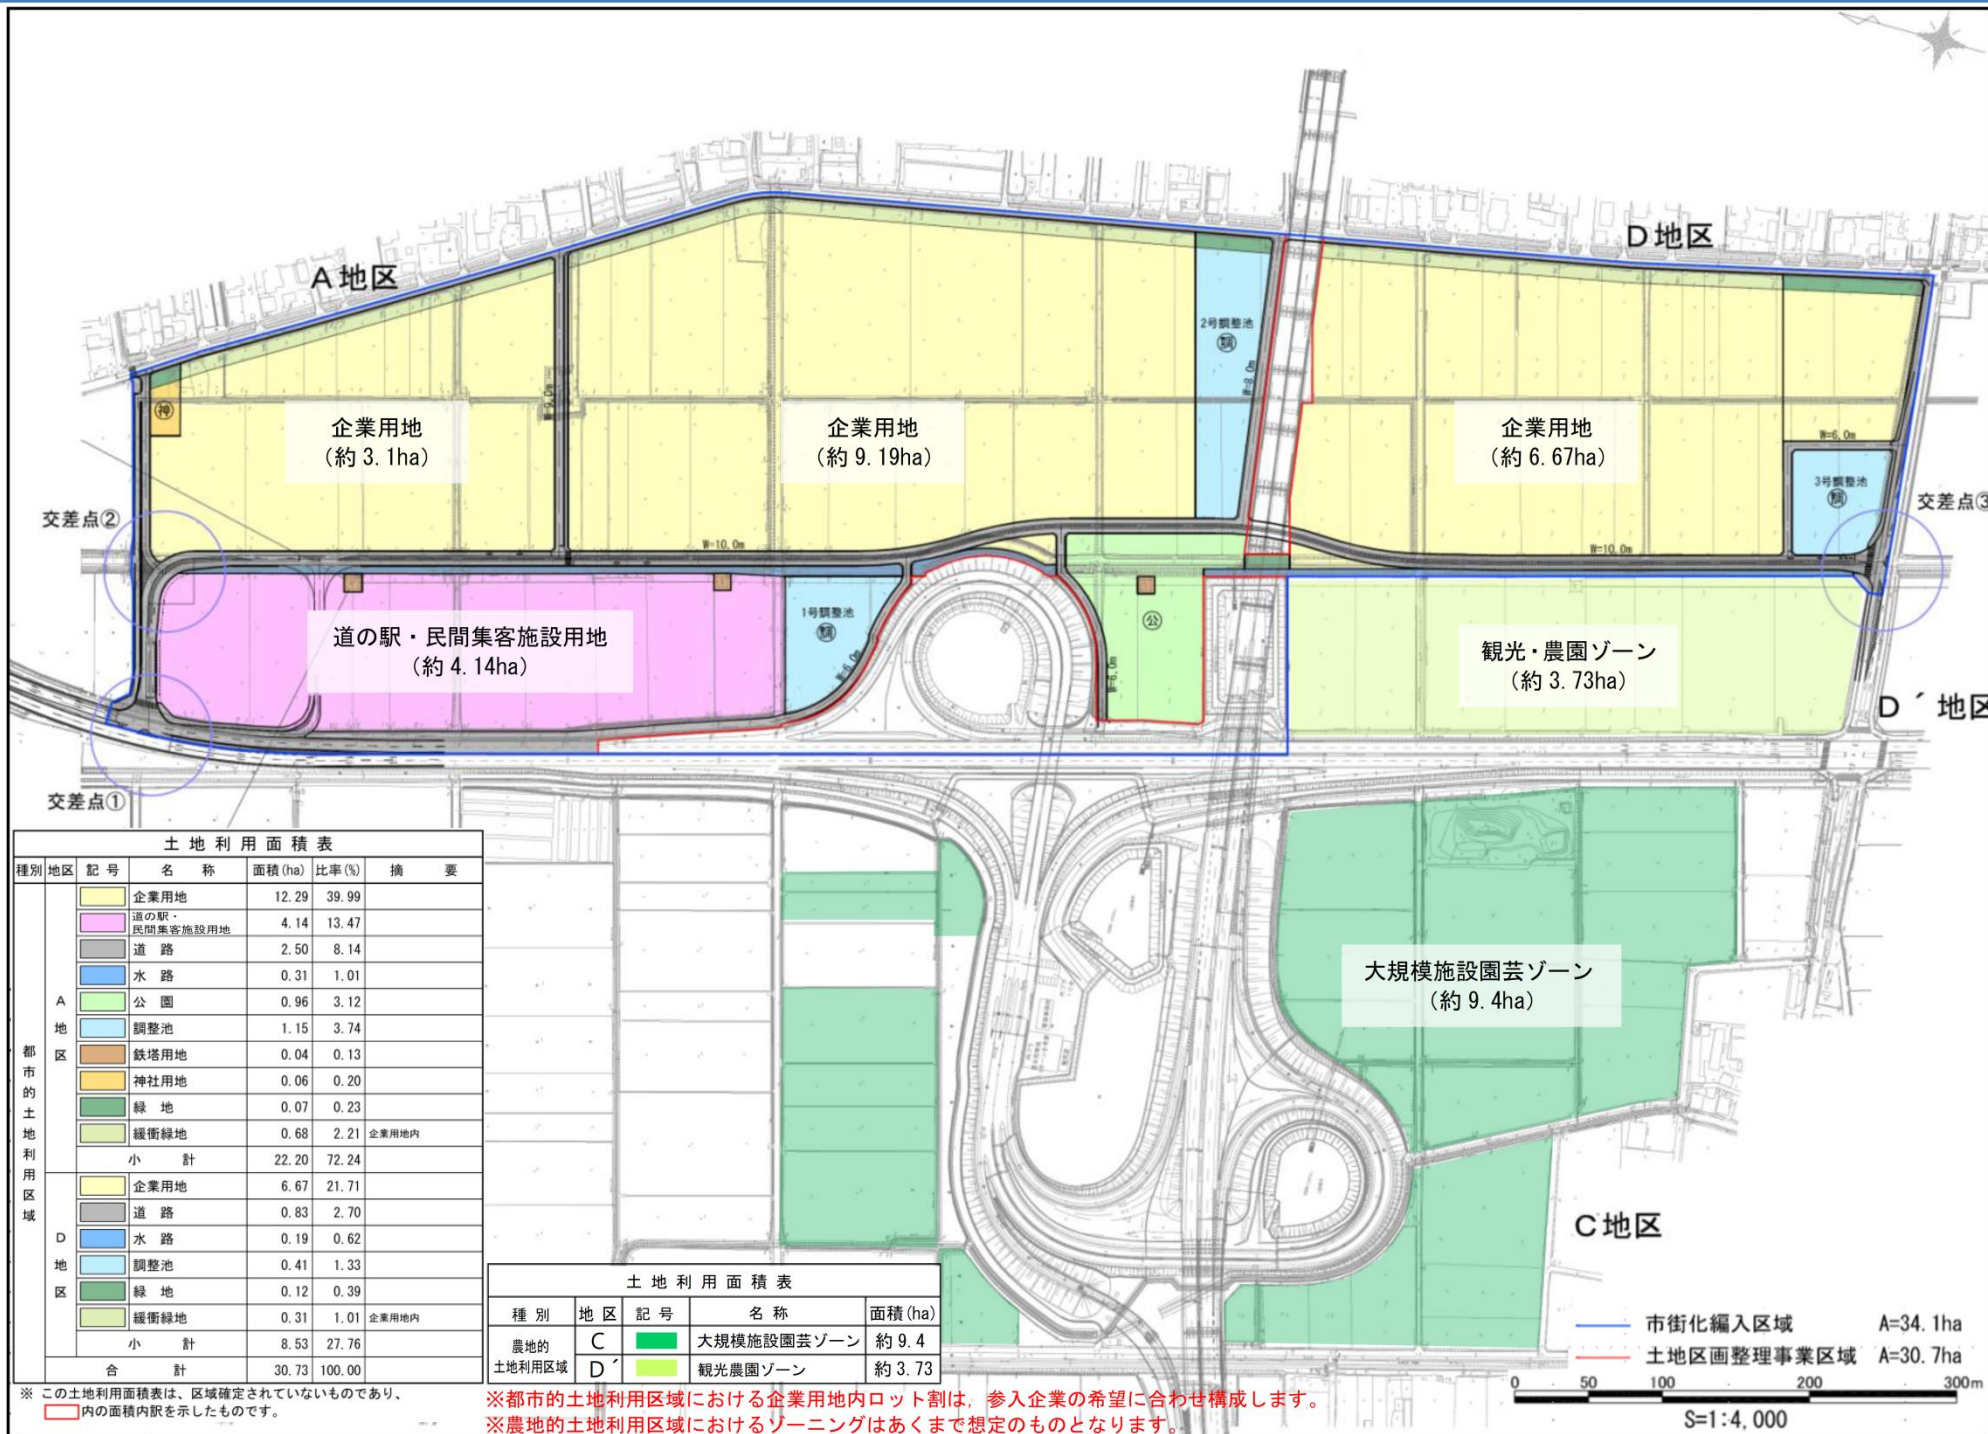 A地区
D地区
2号調整池
調
W=8.0m
神
W=9.0m
企業用地
(約 3.1ha)
企業用地
(約 9.19ha)
企業用地
(約 6.67ha)
W=6.0m
3号調整池
調
交差点②
交差点③
W=10.0m
W=10.0m
1号調整池
調
W=6.0m
公
W=6.0m
道の駅・民間集客施設用地
(約 4.14ha)
観光・農園ゾーン
(約 3.73ha)
D´地区
交差点①
大規模施設園芸ゾーン
(約 9.4ha)
C地区
土地利用面積表
種別 地区 記号 名称 面積(ha) 比率(%) 摘要
都市的土地利用区域
A地区
企業用地 12.29 39.99
道の駅・
民間集客施設用地 4.14 13.47
道路 2.50 8.14
水路 0.31 1.01
公園 0.96 3.12
調整池 1.15 3.74
鉄塔用地 0.04 0.13
神社用地 0.06 0.20
緑地 0.07 0.23
緩衝緑地 0.68 2.21 企業用地内
小計 22.20 72.24
D地区
企業用地 6.67 21.71
道路 0.83 2.70
水路 0.19 0.62
調整池 0.41 1.33
緑地 0.12 0.39
緩衝緑地 0.31 1.01 企業用地内
小計 8.53 27.76
合計 30.73 100.00
※ この土地利用面積表は、区域確定されていないものであり、
内の面積内訳を示したものです。
土地利用面積表
種別 地区 記号 名称 面積(ha)
農地的
土地利用区域
C 大規模施設園芸ゾーン 約 9.4
D´ 観光農園ゾーン 約 3.73
※都市的土地利用区域における企業用地内ロット割は、参入企業の希望に合わせ構成します。
※農地的土地利用区域におけるゾーニングはあくまで想定のものとなります。
市街化編入区域 A=34.1ha
土地区画整理事業区域 A=30.7ha
0 50 100 200 300m
S=1:4,000